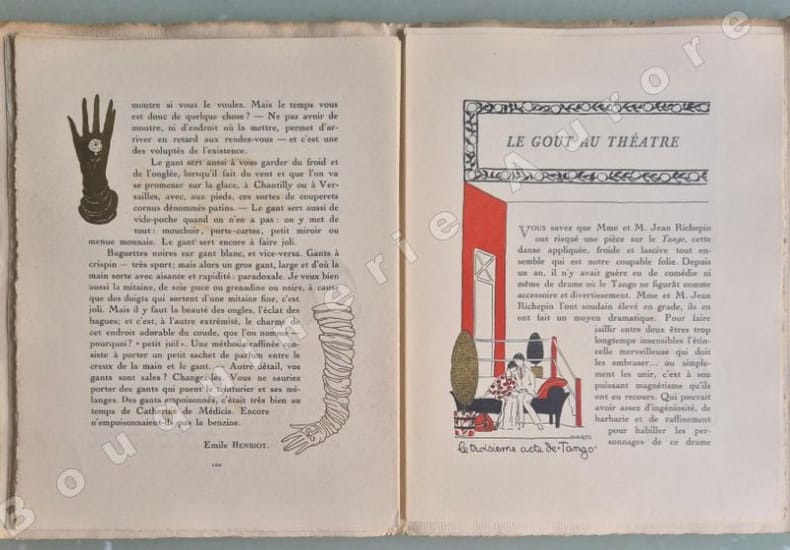 montre si vous le voulez. Mais le temps vous
est donc de quelque chose? — Ne pas avoir de
montre, ni d'endroit où la mettre, permet d'ar-
river en retard aux rendez-vous — et c'est une
des voluptés de l'existence.
Le gant sert aussi à vous garder du froid et
de l'onglée, lorsqu'il fait du vent et que l'on va
se promener sur la glace, à Chantilly ou à Ver-
sailles, avec, aux pieds, ces sortes de couperets
cornus dénommés patins. — Le gant sert aussi de
vide-poche quand on n'en a pas : on y met de
tout : mouchoir, porte-cartes, petit miroir ou
menue monnaie. Le gant sert encore à faire joli.
Baguettes noires sur gant blanc, et vice-versa. Gants à
crispin — très sport; mais alors un gros gant, large et d'où la
main sorte avec aisance et rapidité : paradoxale. Je veux bien
aussi la mitaine, de soie puce ou grenadine ou noire, à cause
que des doigts qui sortent d'une mitaine fine, c'est
joli. Mais il y faut la beauté des ongles, l'éclat des
bagues; et c'est, à l'autre extrémité, le charme de
cet endroit adorable du coude, que l'on nomme —
pourquoi? " petit juif ". Une méthode raffinée con-
siste à porter un petit sachet de parfum entre le
creux de la main et le gant. — Autre détail, vos
gants sont sales? Changez-les. Vous ne sauriez
porter des gants qui puent le teinturier et ses mé-
langes. Des gants empoisonnés, c'était très bien au
temps de Catherine de Médicis. Encore
n'empoisonnaient-ils pas la benzine.
Emile HENRIOT.
LE GOUT AU THÉATRE
VOUS savez que Mme et M. Jean Richepin
ont risqué une pièce sur le Tango, cette
danse appliquée, froide et lascive tout en-
semble qui est notre coupable folie. Depuis
un an, il n'y avait guère eu de comédie ni
même de drame où le Tango ne figurât comme
accessoire et divertissement. Mme et M. Jean
Richepin l'ont soudain élevé en grade, ils en
ont fait un moyen dramatique. Pour faire
jaillir entre deux êtres trop
longtemps insensibles l'étin-
celle merveilleuse qui doit
les embraser... ou simple-
ment les unir, c'est à son
puissant magnétisme qu'ils
ont eu recours. Qui pouvait
avoir assez d'ingéniosité, de
barbarie et de raffinement
pour habiller les per-
sonnages de ce drame
le troisième acte de "Tango"
Bouquinerie Aurore